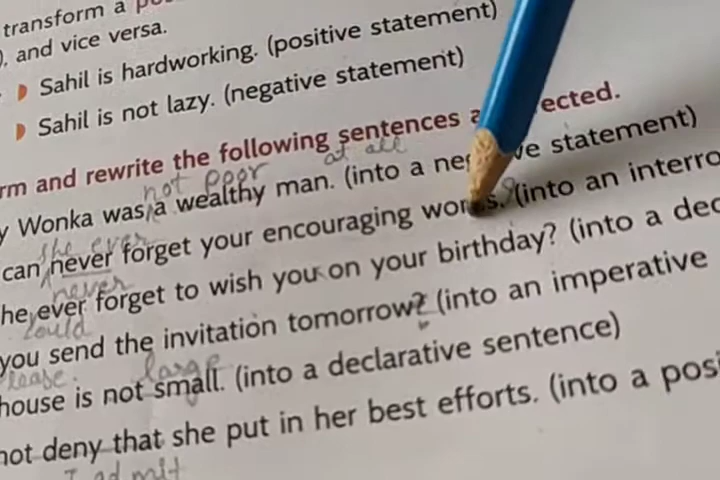 transform a
), and vice versa.
Sahil is hardworking. (positive statement)
Sahil is not lazy. (negative statement)
rm and rewrite the following sentences a ected.
not poor at all
y Wonka was a wealthy man. (into a ne ve statement)
she ever
can never forget your encouraging wor s. (into an interro
never
he ever forget to wish you on your birthday? (into a dec
could
you send the invitation tomorrow? (into an imperative
lease large
house is not small. (into a declarative sentence)
not deny that she put in her best efforts. (into a posi
I admit